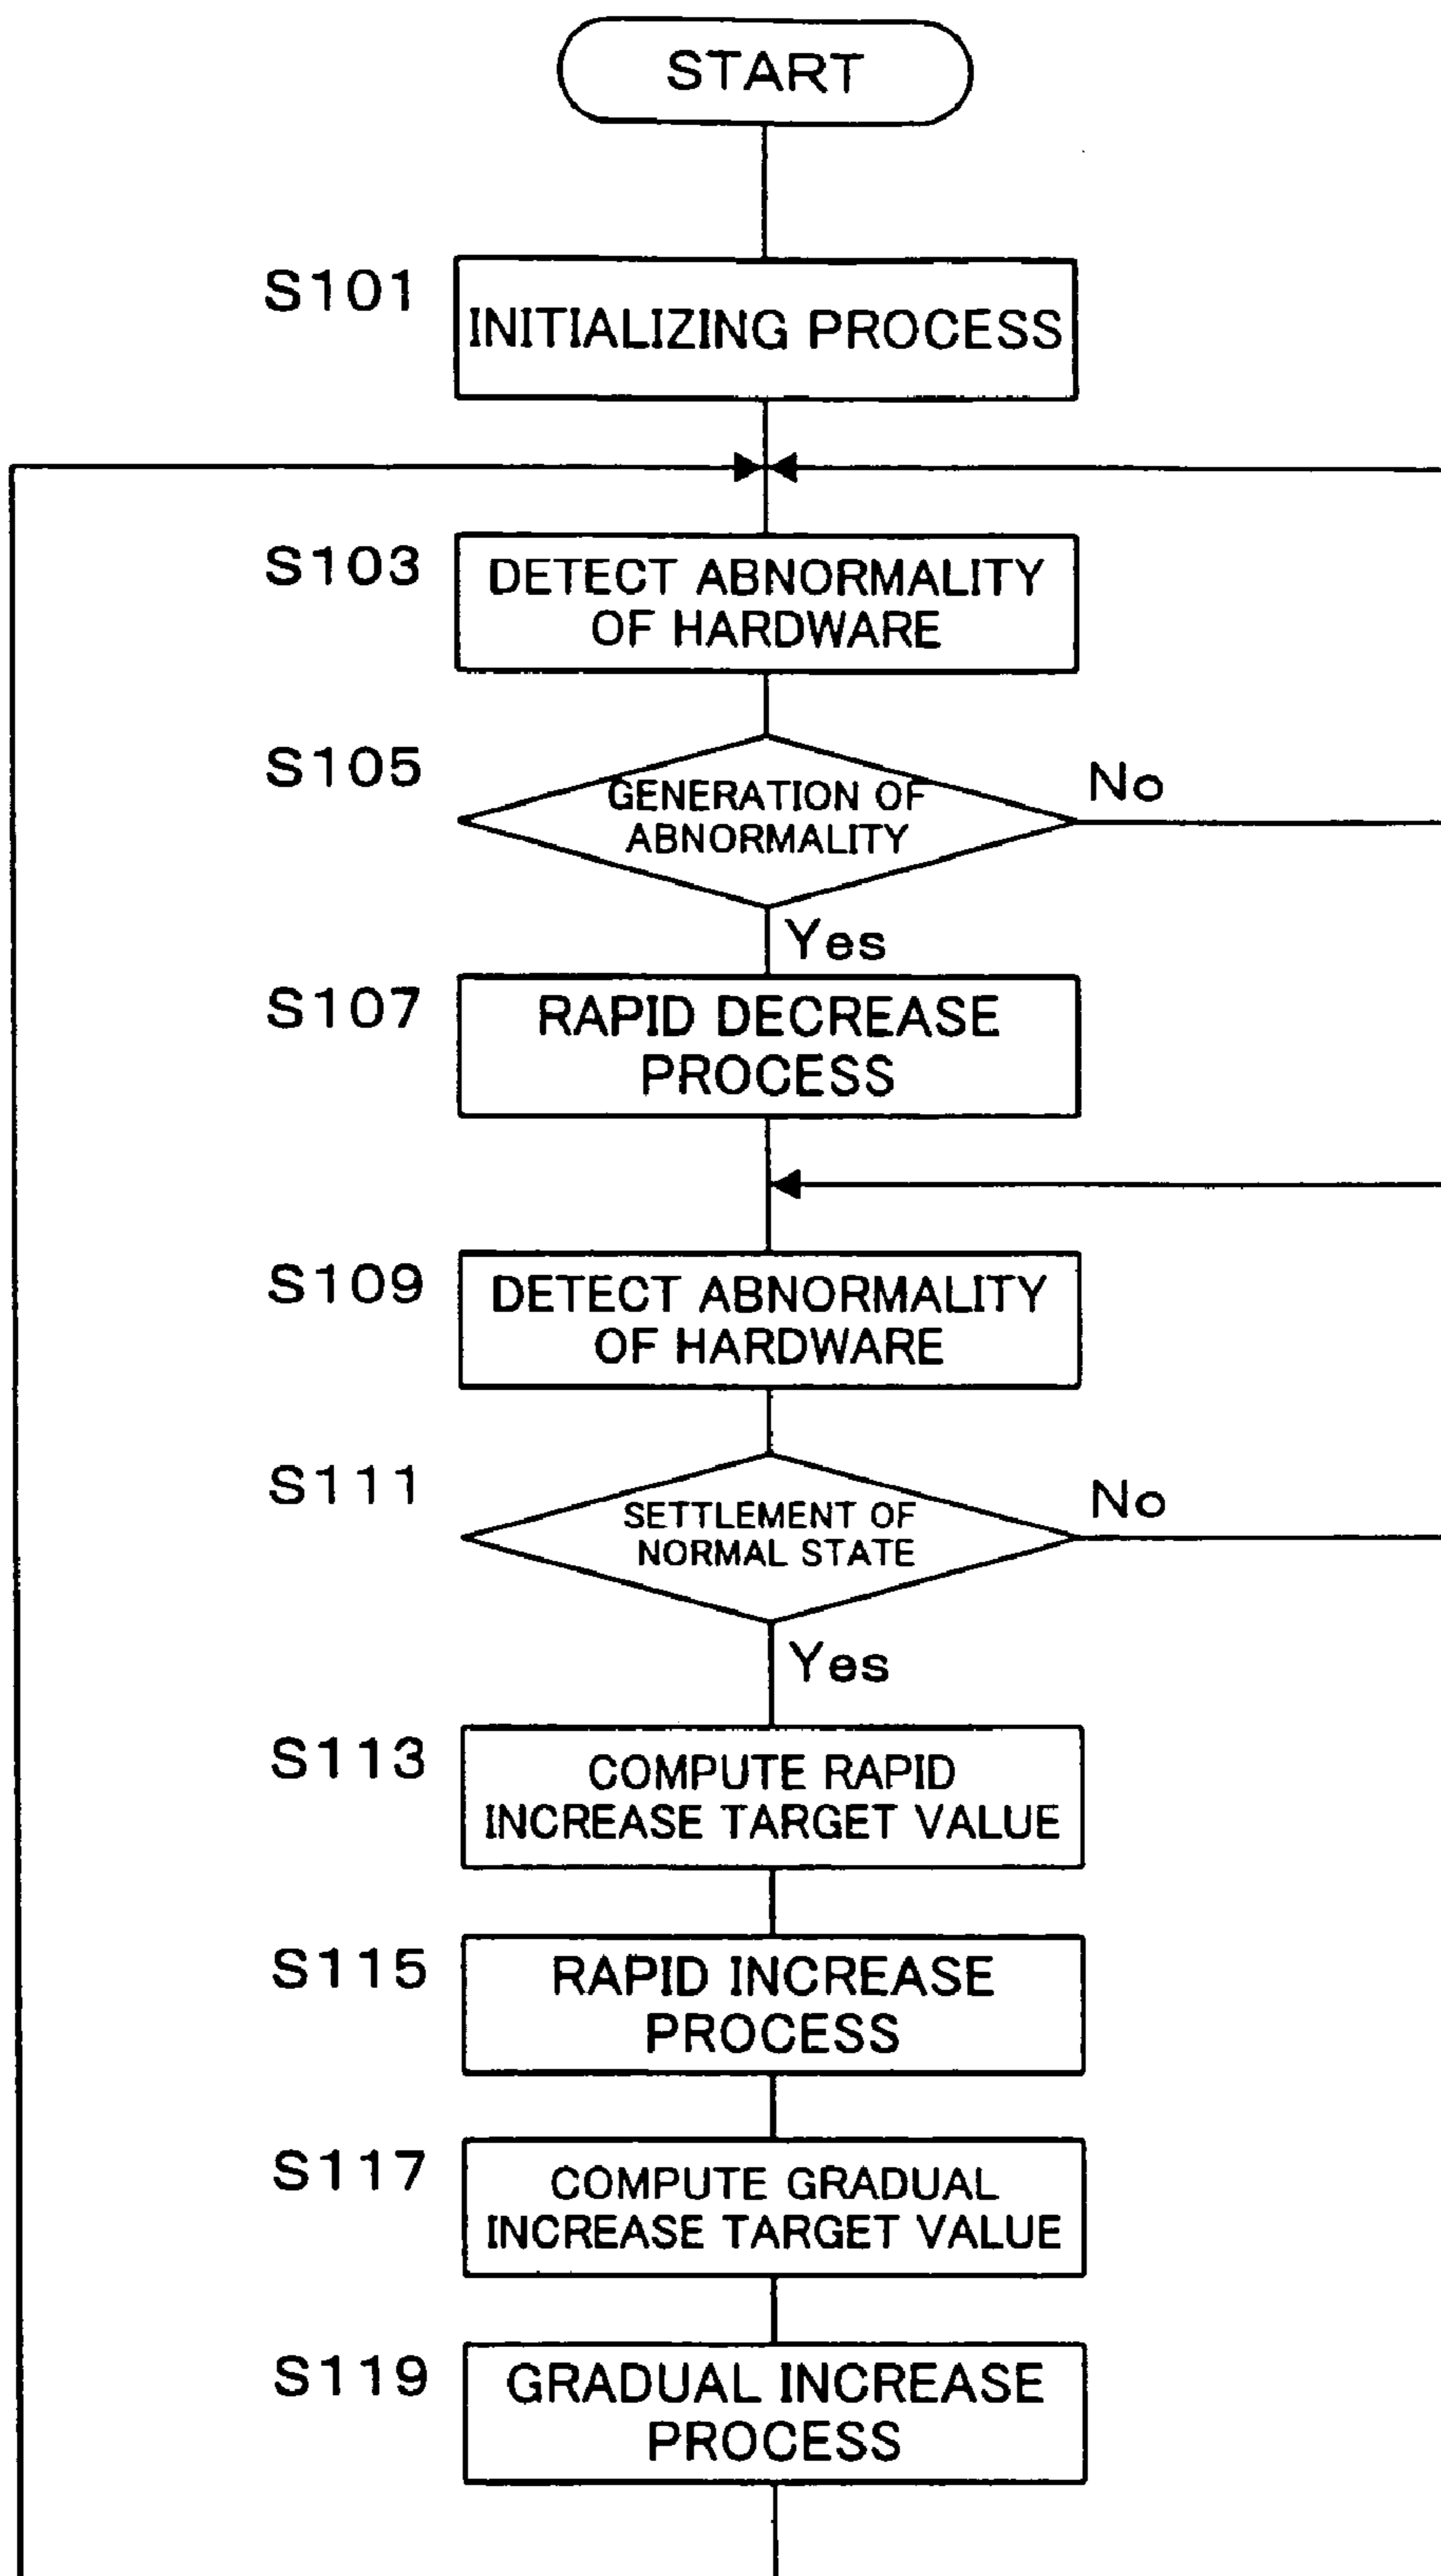 START
S101
INITIALIZING PROCESS
S103
DETECT ABNORMALITY
OF HARDWARE
S105
GENERATION OF
ABNORMALITY
No
Yes
S107
RAPID DECREASE
PROCESS
S109
DETECT ABNORMALITY
OF HARDWARE
S111
SETTLEMENT OF
NORMAL STATE
No
Yes
S113
COMPUTE RAPID
INCREASE TARGET VALUE
S115
RAPID INCREASE
PROCESS
S117
COMPUTE GRADUAL
INCREASE TARGET VALUE
S119
GRADUAL INCREASE
PROCESS